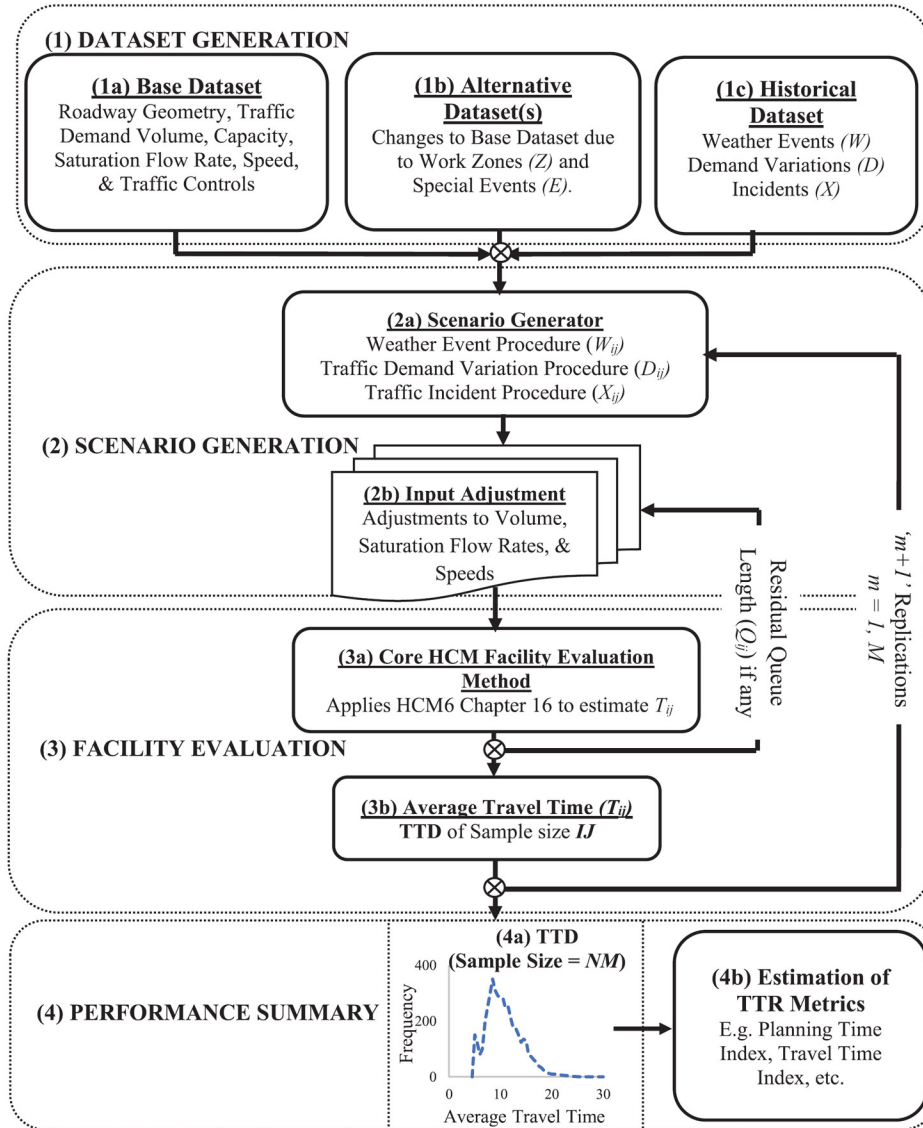 (1) DATASET GENERATION
(1a) Base Dataset
Roadway Geometry, Traffic
Demand Volume, Capacity,
Saturation Flow Rate, Speed,
& Traffic Controls
(1b) Alternative
Dataset(s)
Changes to Base Dataset due
to Work Zones (Z) and
Special Events (E).
(1c) Historical
Dataset
Weather Events (W)
Demand Variations (D)
Incidents (X)
(2a) Scenario Generator
Weather Event Procedure (Wij)
Traffic Demand Variation Procedure (Dij)
Traffic Incident Procedure (Xij)
(2) SCENARIO GENERATION
(2b) Input Adjustment
Adjustments to Volume,
Saturation Flow Rates, &
Speeds
Residual Queue
Length (Qij) if any
‘m+1’ Replications
m = 1, M
(3a) Core HCM Facility Evaluation
Method
Applies HCM6 Chapter 16 to estimate Tij
(3) FACILITY EVALUATION
(3b) Average Travel Time (Tij)
TTD of Sample size IJ
(4) PERFORMANCE SUMMARY
(4a) TTD
(Sample Size = NM)
400
200
0
Frequency
0 10 20 30
Average Travel Time
(4b) Estimation of
TTR Metrics
E.g. Planning Time
Index, Travel Time
Index, etc.